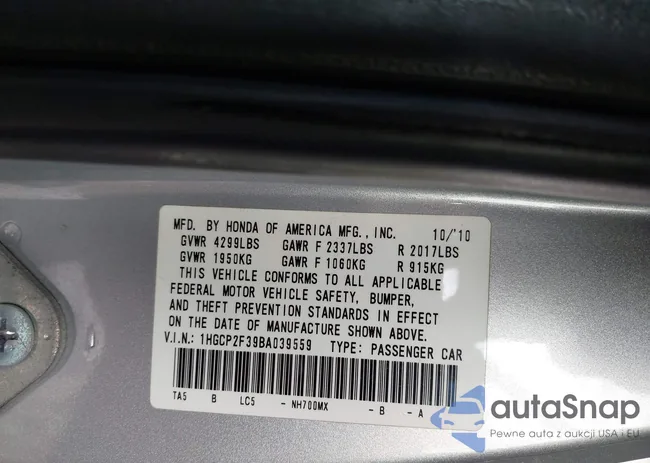 MFD. BY HONDA OF AMERICA MFG., INC. 10/'10
GVWR 4299LBS GAWR F 2337LBS R 2017LBS
GVWR 1950KG GAWR F 1060KG R 915KG
THIS VEHICLE CONFORMS TO ALL APPLICABLE
FEDERAL MOTOR VEHICLE SAFETY, BUMPER,
AND THEFT PREVENTION STANDARDS IN EFFECT
ON THE DATE OF MANUFACTURE SHOWN ABOVE.
V.I.N.: 1HGCP2F39BA039559 TYPE: PASSENGER CAR
TA5 B LC5 - NH700MX - B - A
autoSnap
Pewne auta z aukcji USA i EU